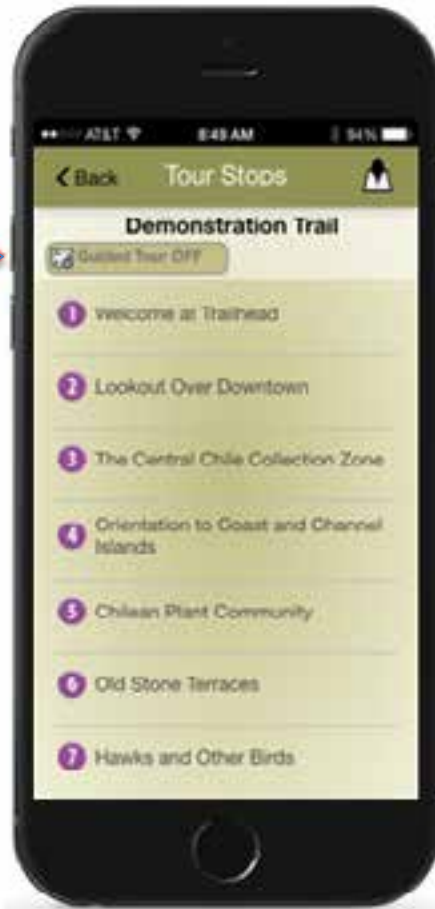 AT&T 8:49 AM 94%
Back Tour Stops
Demonstration Trail
Guided Tour OFF
1 Welcome at Trailhead
2 Lookout Over Downtown
3 The Central Chile Collection Zone
4 Orientation to Coast and Channel
Islands
5 Chilean Plant Community
6 Old Stone Terraces
7 Hawks and Other Birds